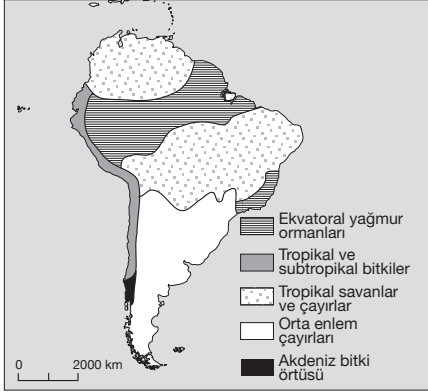 Ekvatoral yağmur
ormanları
Tropikal ve
subtropikal bitkiler
Tropikal savanlar
ve çayırlar
Orta enlem
çayırları
Akdeniz bitki
örtüsü
0 2000 km